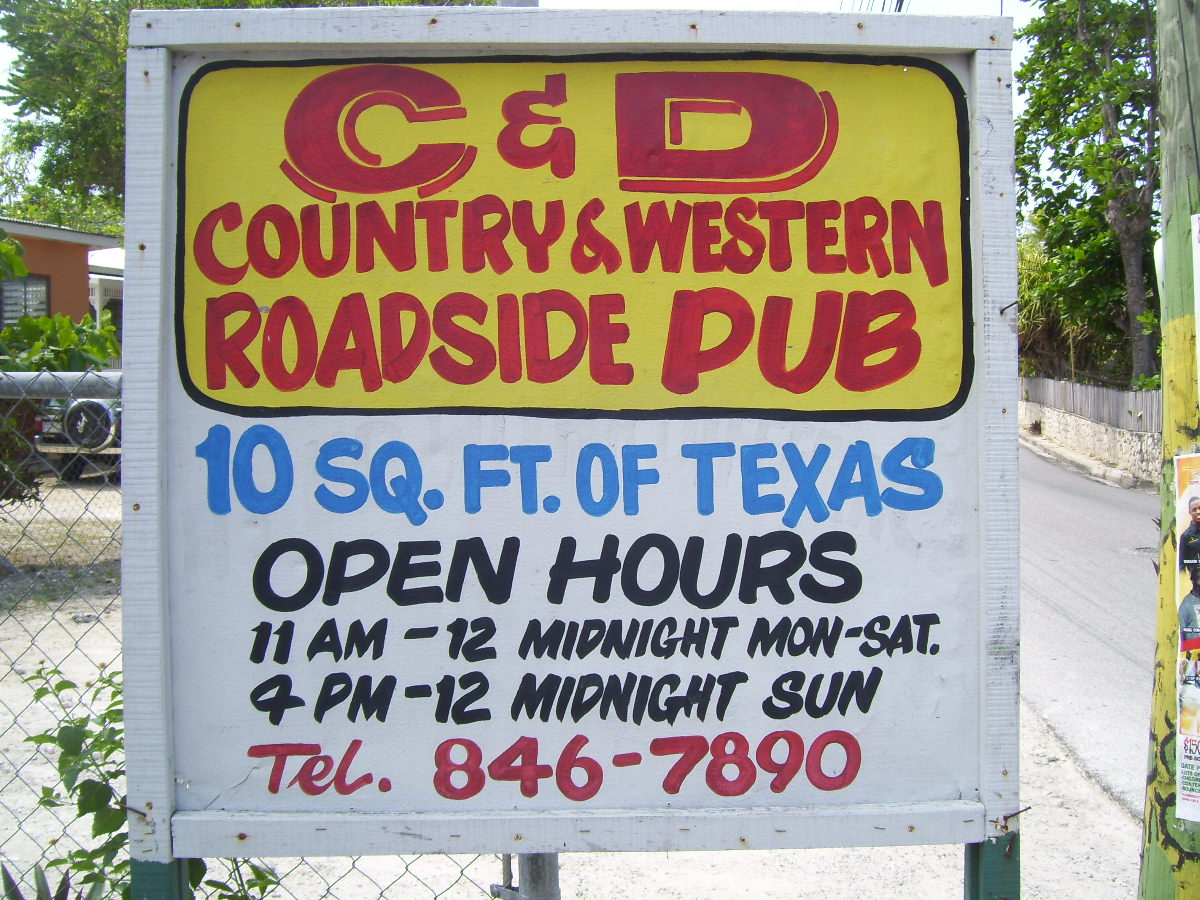 C & D
COUNTRY & WESTERN
ROADSIDE PUB
10 SQ. FT. OF TEXAS
OPEN HOURS
11 AM - 12 MIDNIGHT MON-SAT.
4 PM - 12 MIDNIGHT SUN
Tel. 846-7890
GATE P